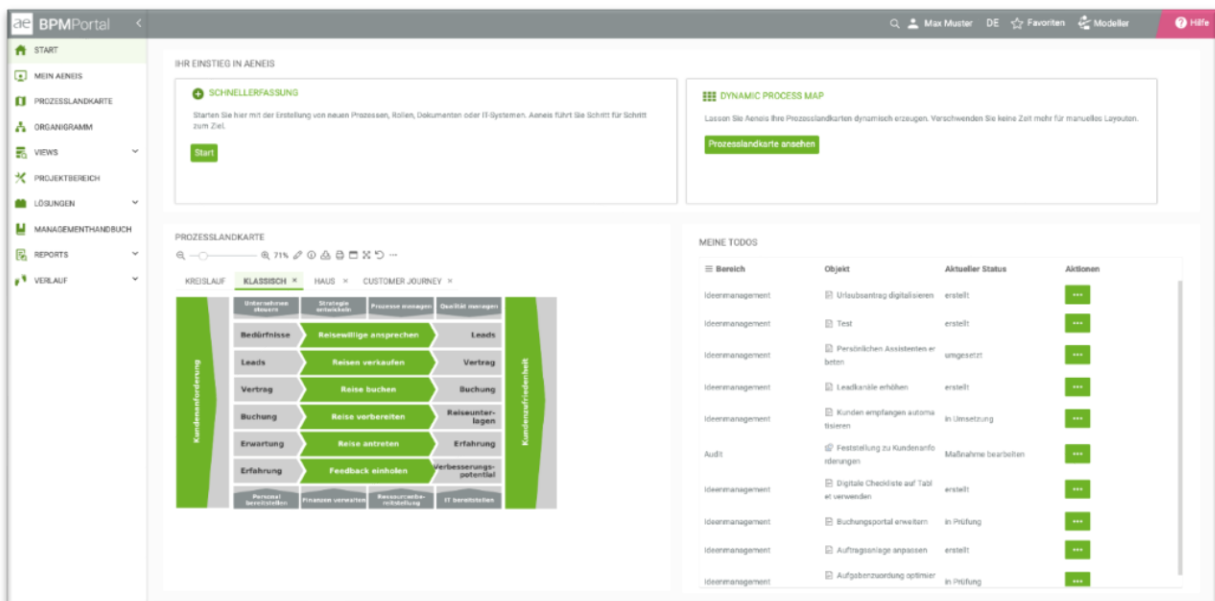 ae BPMPortal
Max Muster DE Favoriten Modeller Hilfe
START
MEIN AENEIS
PROZESSLANDKARTE
ORGANIGRAMM
VIEWS
PROJEKTBEREICH
LÖSUNGEN
MANAGEMENTHANDBUCH
REPORTS
VERLAUF
IHR EINSTIEG IN AENEIS
SCHNELLERFASSUNG
Starten Sie hier mit der Erstellung von neuen Prozessen, Rollen, Dokumenten oder IT-Systemen. Aeneis führt Sie Schritt für Schritt
zum Ziel.
Start
DYNAMIC PROCESS MAP
Lassen Sie Aeneis Ihre Prozesslandkarten dynamisch erzeugen. Verschwenden Sie keine Zeit mehr für manuelles Layouten.
Prozesslandkarte ansehen
PROZESSLANDKARTE
71%
KREISLAUF KLASSISCH × HAUS × CUSTOMER JOURNEY ×
Kundenanforderung
Unternehmen
steuern
Strategie
entwickeln
Prozesse managen
Qualität managen
Bedürfnisse Reisewillige ansprechen Leads
Leads Reisen verkaufen Vertrag
Vertrag Reise buchen Buchung
Buchung Reise vorbereiten Reiseunter-
lagen
Erwartung Reise antreten Erfahrung
Erfahrung Feedback einholen Verbesserungs-
potential
Personal
bereitstellen
Finanzen verwalten
Ressourcenbe-
reitstellung
IT bereitstellen
Kundenzufriedenheit
MEINE TODOS
Bereich Objekt Aktueller Status Aktionen
Ideenmanagement Urlaubsantrag digitalisieren erstellt
Ideenmanagement Test erstellt
Ideenmanagement Persönlichen Assistenten er
beten umgesetzt
Ideenmanagement Leadkanäle erhöhen erstellt
Ideenmanagement Kunden empfangen automa
tisieren in Umsetzung
Audit Feststellung zu Kundenanfo
rderungen Maßnahme bearbeiten
Ideenmanagement Digitale Checkliste auf Tabl
et verwenden erstellt
Ideenmanagement Buchungsportal erweitern in Prüfung
Ideenmanagement Auftragsanlage anpassen erstellt
Ideenmanagement Aufgabenzuordung optimier in Prüfung